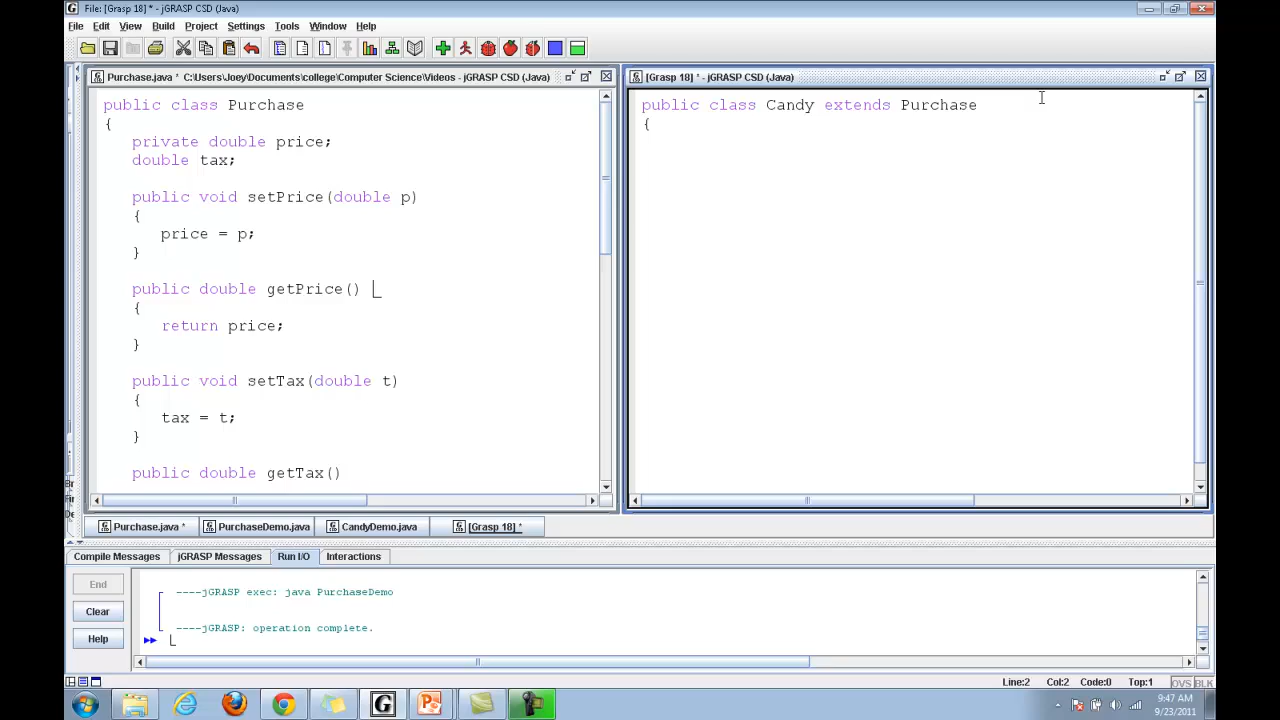 File: [Grasp 18] * - jGRASP CSD (Java)
File Edit View Build Project Settings Tools Window Help
Purchase.java * C:\Users\Joey\Documents\college\Computer Science\Videos - jGRASP CSD (Java)
public class Purchase
{
private double price;
double tax;
public void setPrice(double p)
{
price = p;
}
public double getPrice()
{
return price;
}
public void setTax(double t)
{
tax = t;
}
public double getTax()
[Grasp 18] * - jGRASP CSD (Java)
public class Candy extends Purchase
{
Purchase.java * PurchaseDemo.java CandyDemo.java [Grasp 18] *
Compile Messages jGRASP Messages Run I/O Interactions
End
Clear
Help
----jGRASP exec: java PurchaseDemo
----jGRASP: operation complete.
Line:2 Col:2 Code:0 Top:1 OVS BLK
9:47 AM
9/23/2011